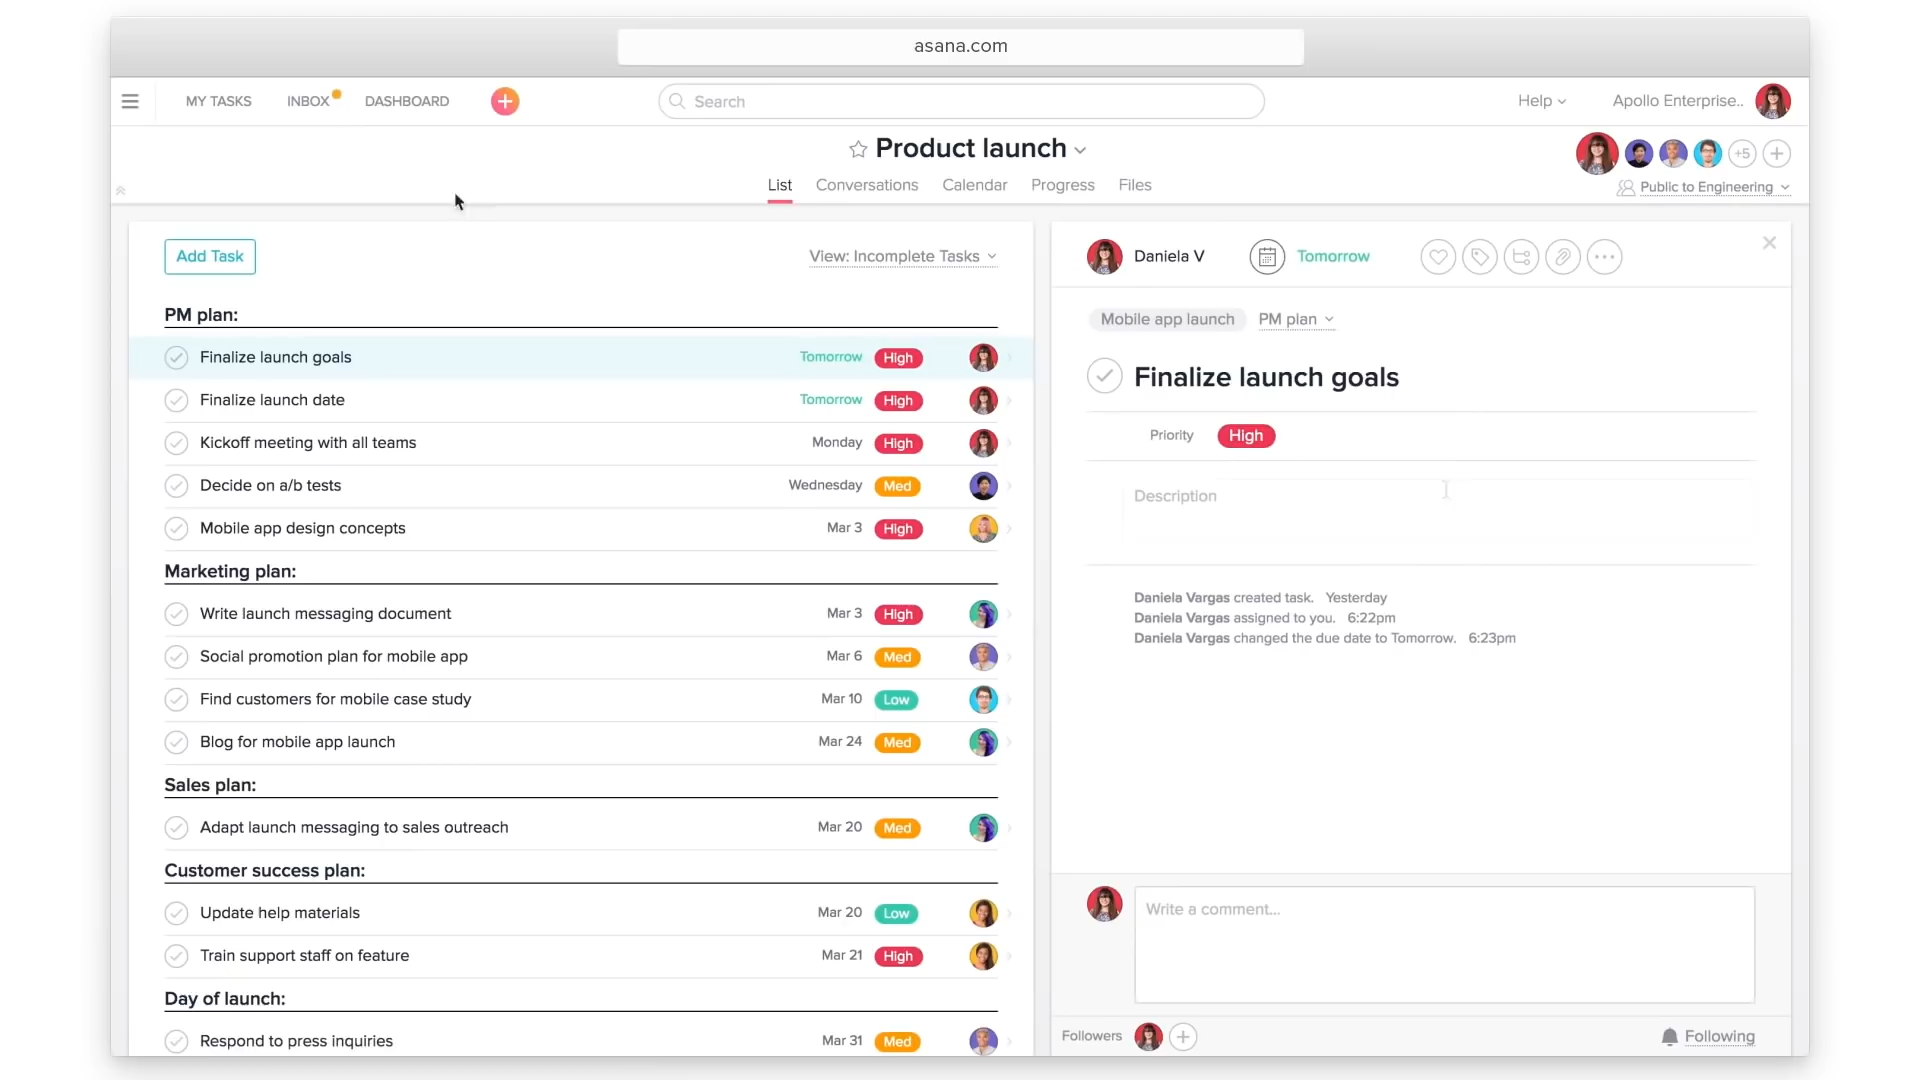 asana.com
MY TASKS INBOX DASHBOARD Search Help Apollo Enterprise..
Product launch
+5
List Conversations Calendar Progress Files
Public to Engineering
Add Task
View: Incomplete Tasks
PM plan:
Finalize launch goals Tomorrow High
Finalize launch date Tomorrow High
Kickoff meeting with all teams Monday High
Decide on a/b tests Wednesday Med
Mobile app design concepts Mar 3 High
Marketing plan:
Write launch messaging document Mar 3 High
Social promotion plan for mobile app Mar 6 Med
Find customers for mobile case study Mar 10 Low
Blog for mobile app launch Mar 24 Med
Sales plan:
Adapt launch messaging to sales outreach Mar 20 Med
Customer success plan:
Update help materials Mar 20 Low
Train support staff on feature Mar 21 High
Day of launch:
Respond to press inquiries Mar 31 Med
Daniela V Tomorrow
Mobile app launch PM plan
Finalize launch goals
Priority High
Description
Daniela Vargas created task. Yesterday
Daniela Vargas assigned to you. 6:22pm
Daniela Vargas changed the due date to Tomorrow. 6:23pm
Write a comment...
Followers Following